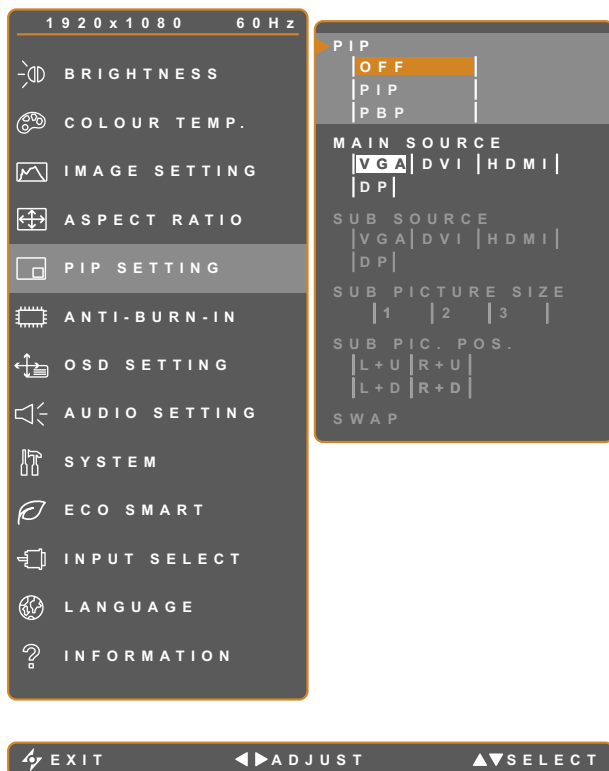 1920x1080 60Hz
BRIGHTNESS
COLOUR TEMP.
IMAGE SETTING
ASPECT RATIO
PIP SETTING
ANTI-BURN-IN
OSD SETTING
AUDIO SETTING
SYSTEM
ECO SMART
INPUT SELECT
LANGUAGE
INFORMATION
PIP
OFF
PIP
PBP
MAIN SOURCE
VGA DVI HDMI
DP
SUB SOURCE
VGA DVI HDMI
DP
SUB PICTURE SIZE
1 2 3
SUB PIC. POS.
L+U R+U
L+D R+D
SWAP
EXIT ADJUST SELECT